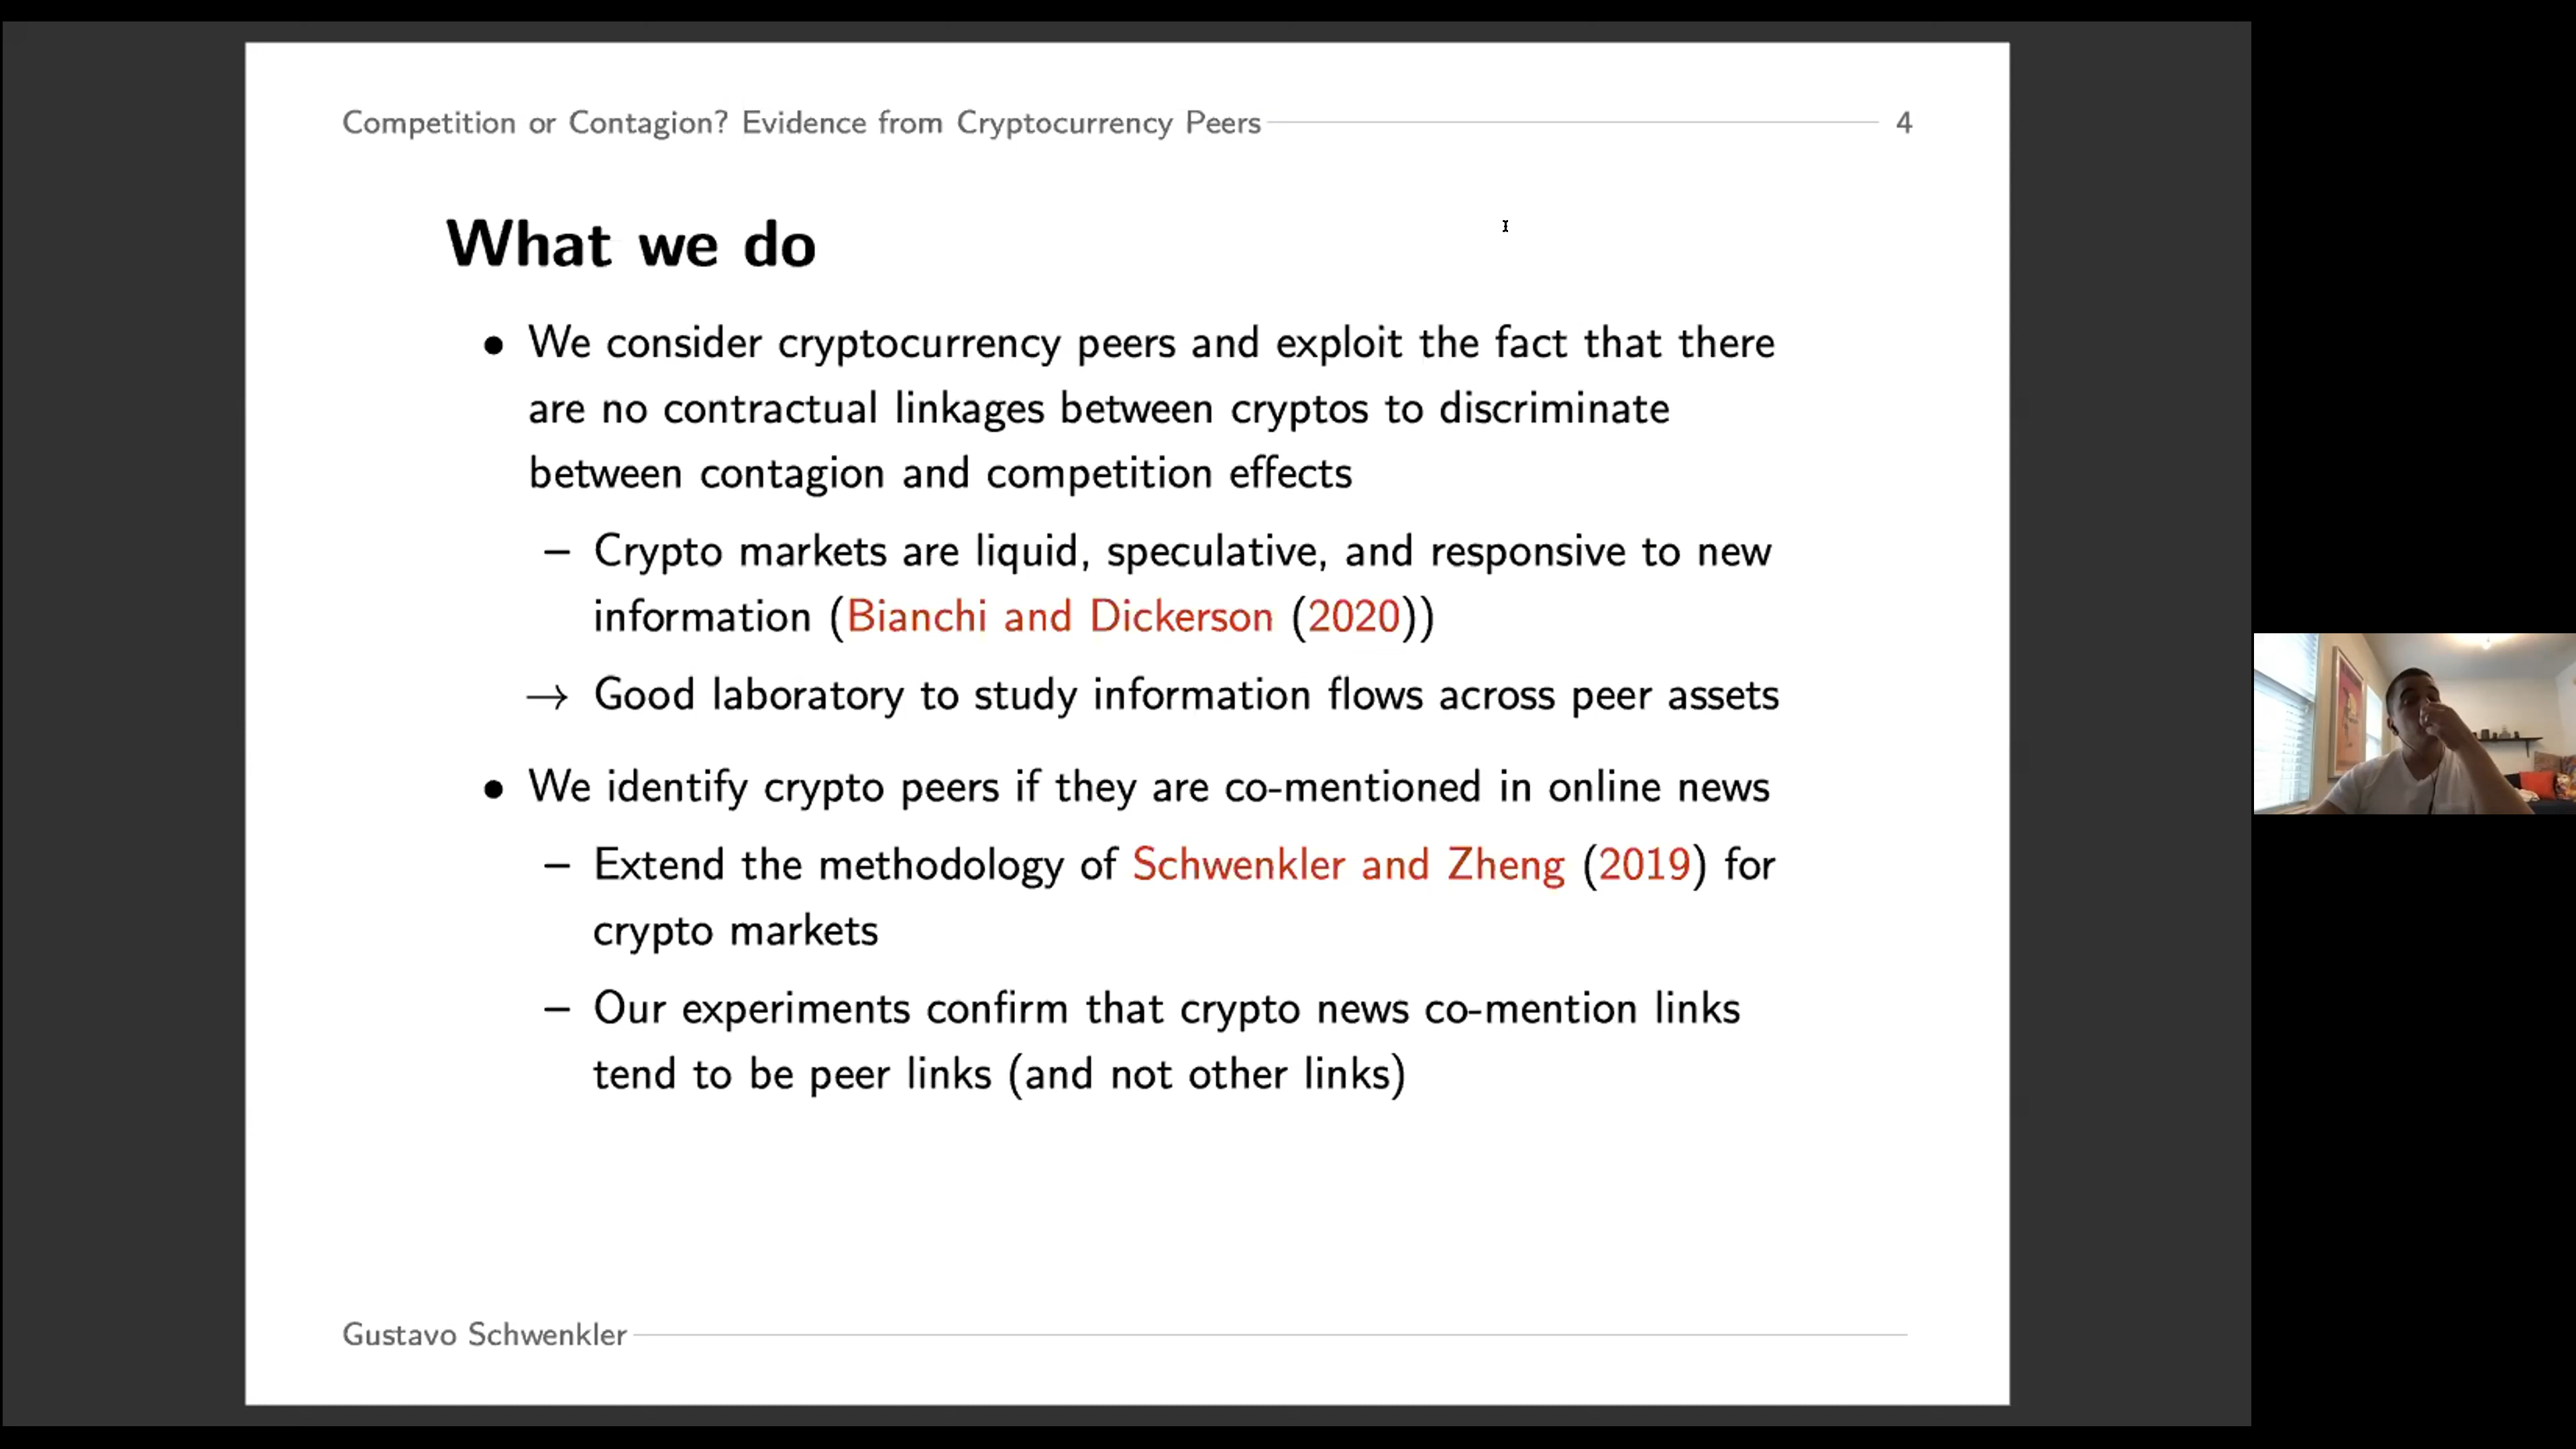 Competition or Contagion? Evidence from Cryptocurrency Peers 4
What we do
• We consider cryptocurrency peers and exploit the fact that there
are no contractual linkages between cryptos to discriminate
between contagion and competition effects
– Crypto markets are liquid, speculative, and responsive to new
information (Bianchi and Dickerson (2020))
→ Good laboratory to study information flows across peer assets
• We identify crypto peers if they are co-mentioned in online news
– Extend the methodology of Schwenkler and Zheng (2019) for
crypto markets
– Our experiments confirm that crypto news co-mention links
tend to be peer links (and not other links)
Gustavo Schwenkler